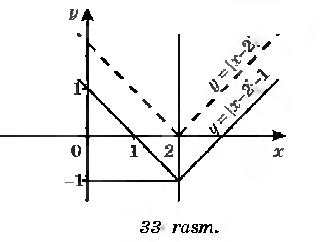 y
y=|x-2|
y=|x-2|-1
1
0 1 2 x
-1
33 rasm.